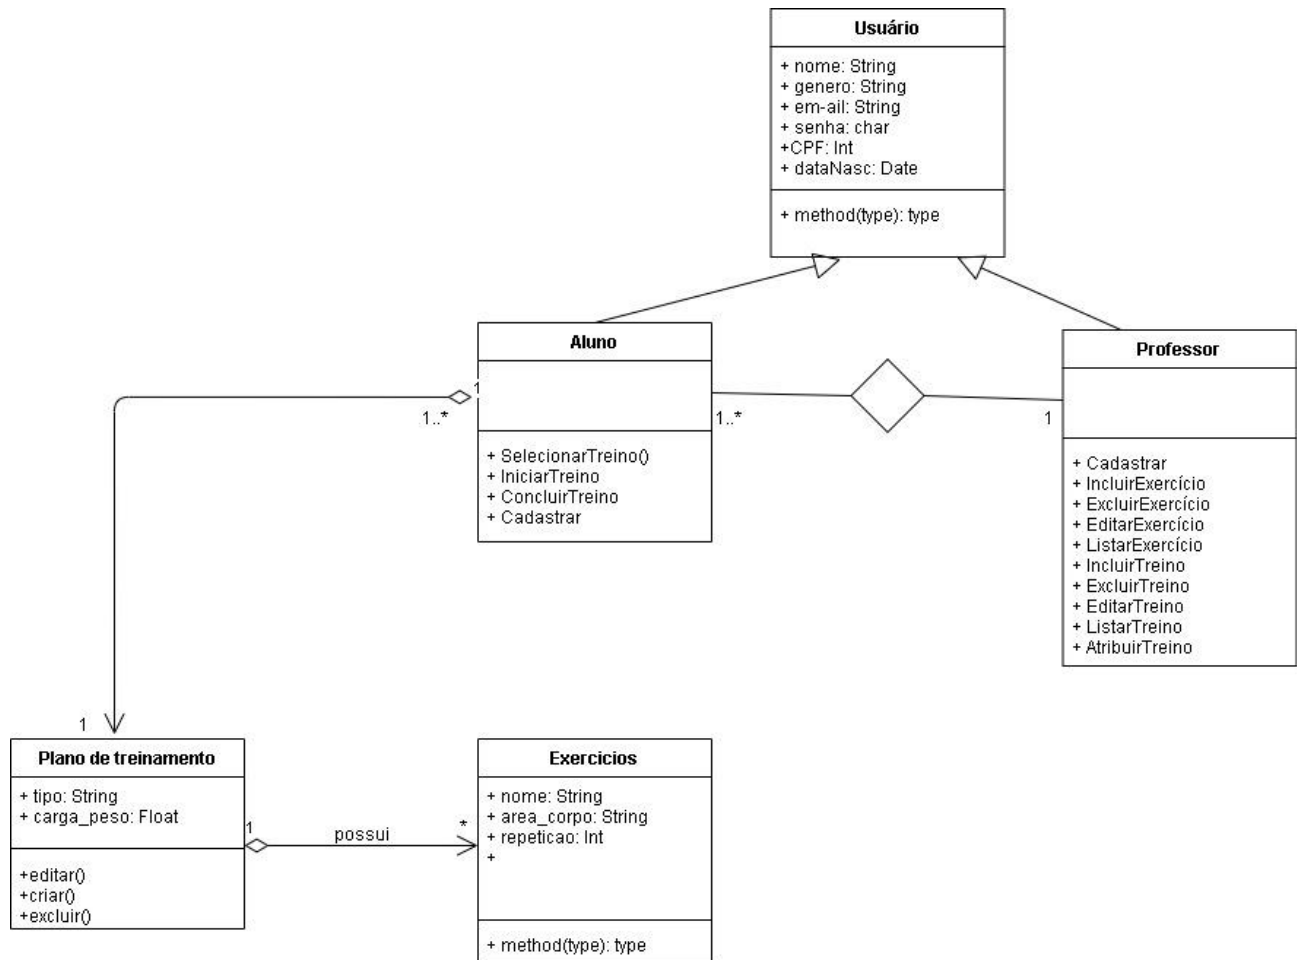 Usuário
+ nome: String
+ genero: String
+ em-ail: String
+ senha: char
+CPF: Int
+ dataNasc: Date
+ method(type): type
Aluno
1
1..*
+ SelecionarTreino()
+ IniciarTreino
+ ConcluirTreino
+ Cadastrar
1..*
1
Professor
+ Cadastrar
+ IncluirExercício
+ ExcluirExercício
+ EditarExercício
+ ListarExercício
+ IncluirTreino
+ ExcluirTreino
+ EditarTreino
+ ListarTreino
+ AtribuirTreino
1
Plano de treinamento
+ tipo: String
+ carga_peso: Float
+editar()
+criar()
+excluir()
1
possui
*
Exercicios
+ nome: String
+ area_corpo: String
+ repeticao: Int
+
+ method(type): type